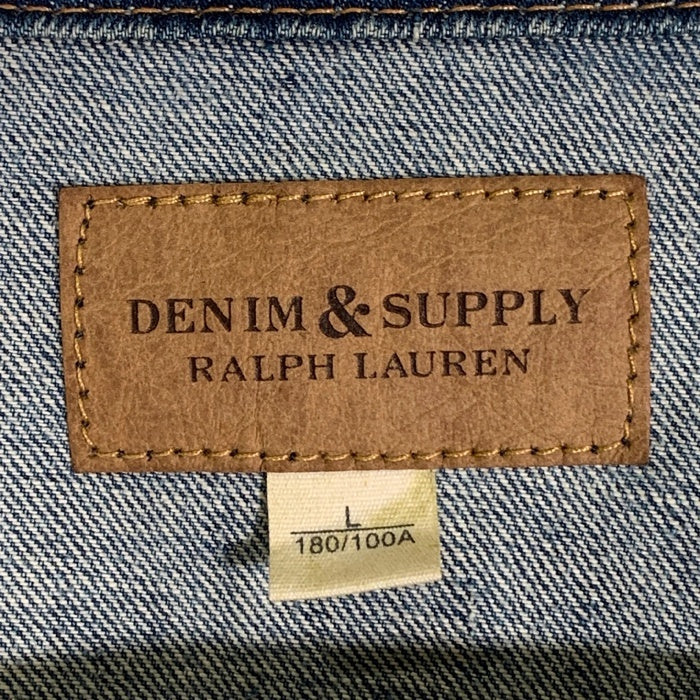 DENIM & SUPPLY
RALPH LAUREN
L
180/100A